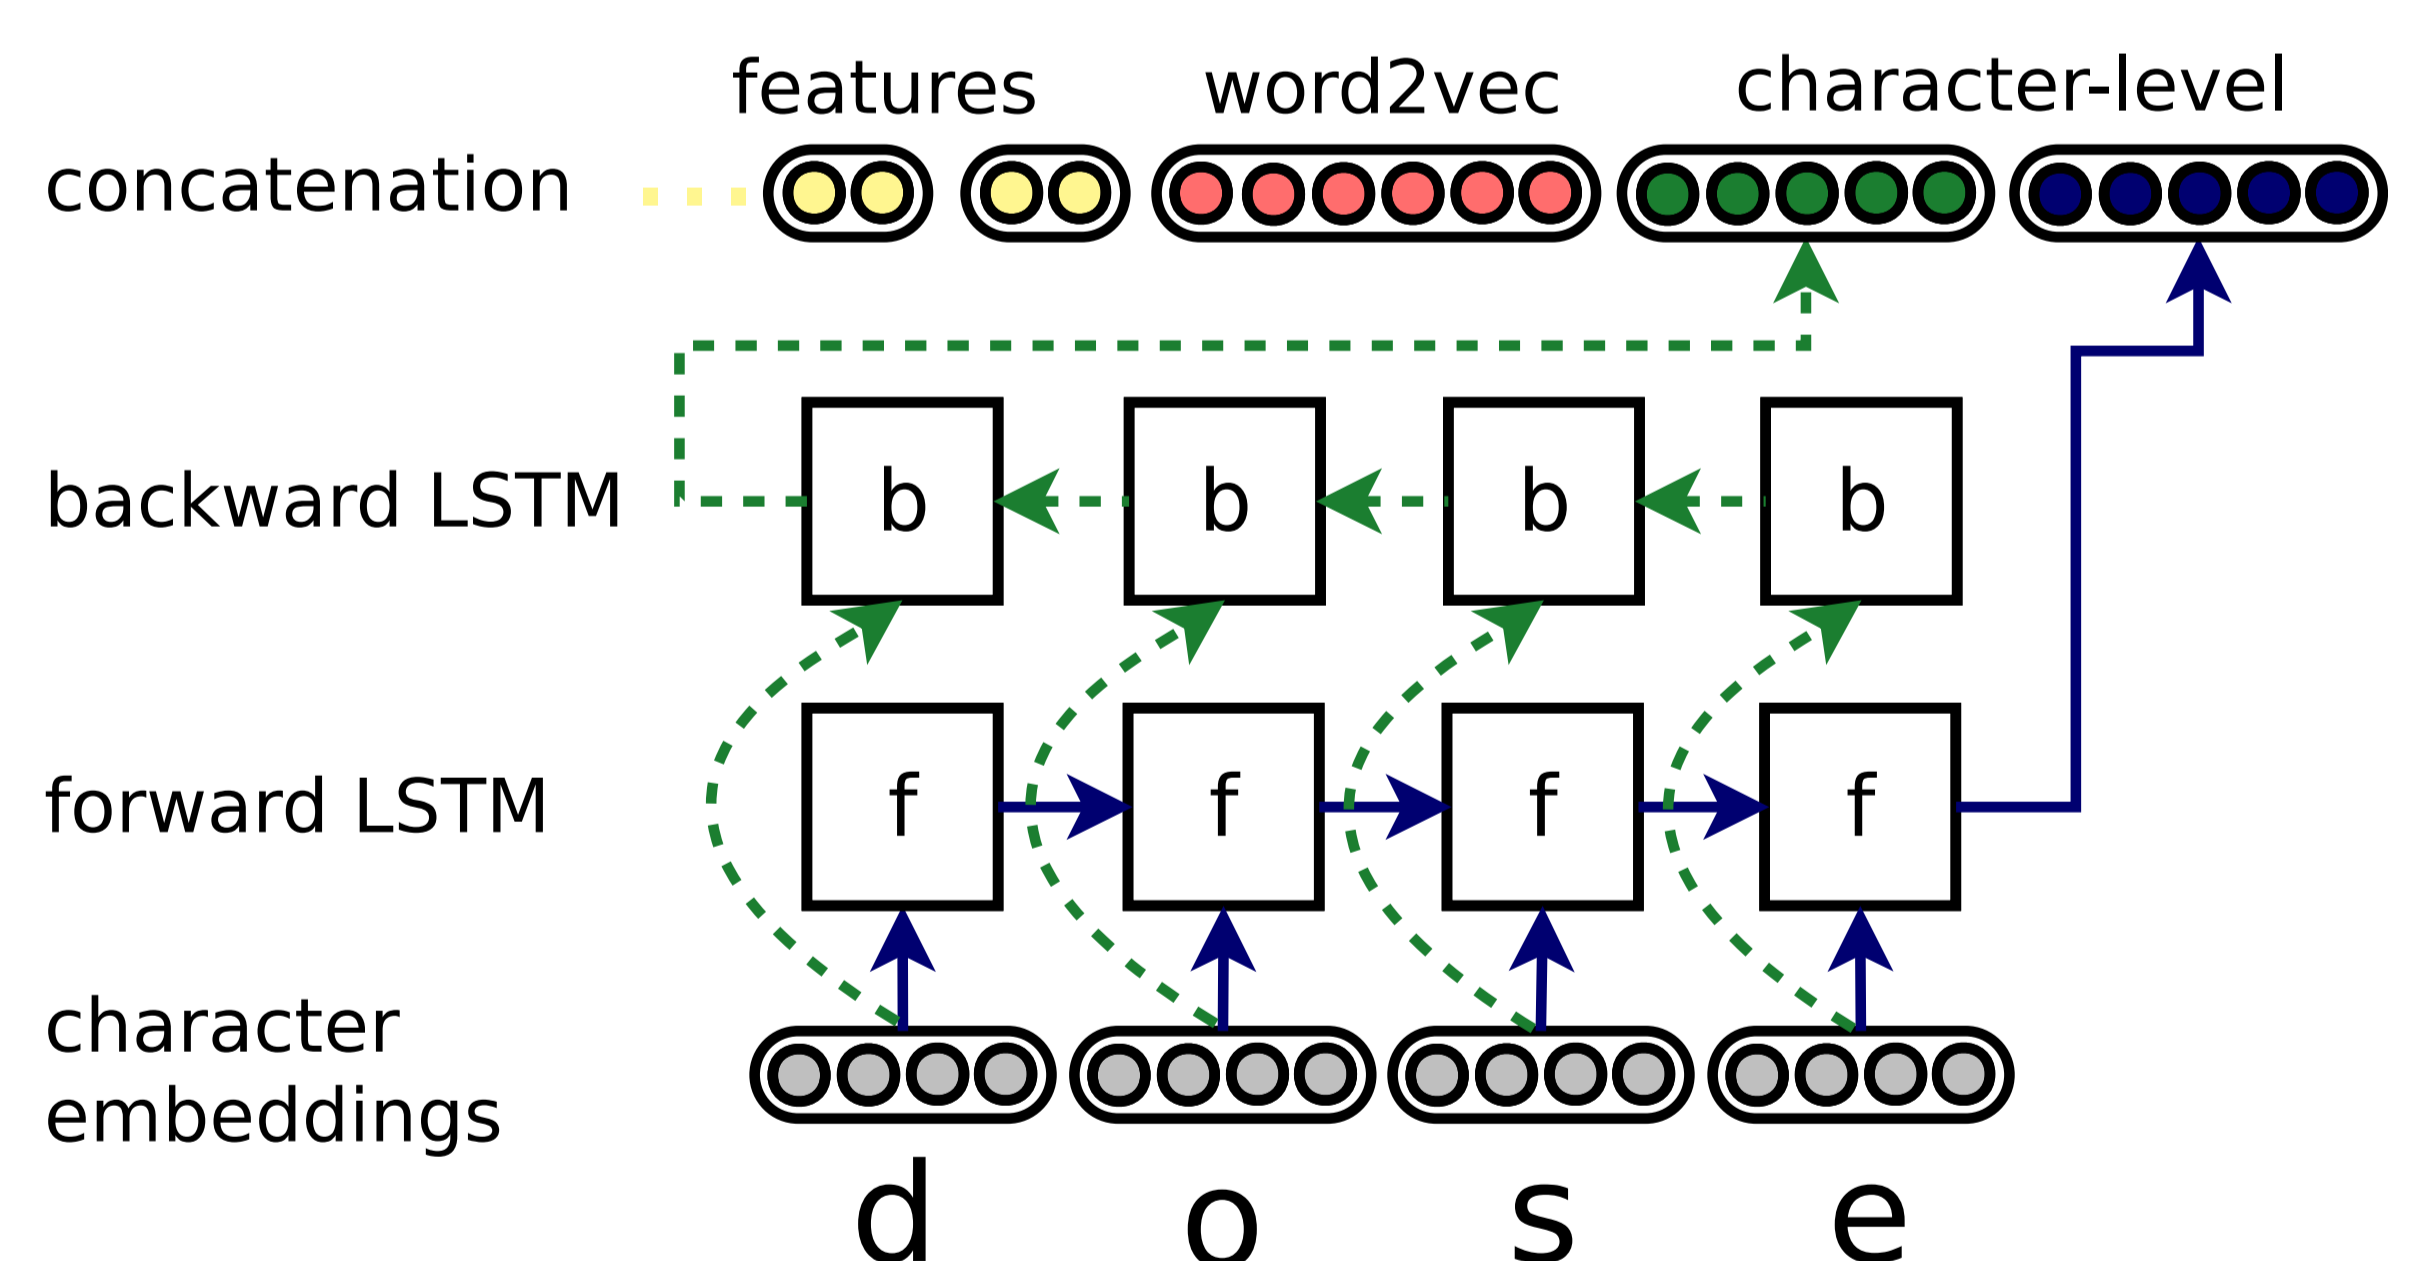 features word2vec character-level
concatenation
backward LSTM b b b b
forward LSTM f f f f
character
embeddings
d o s e